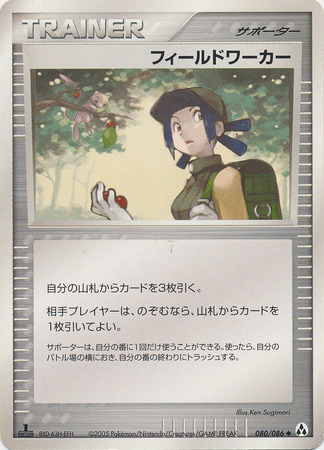 TRAINER
サポーター
フィールドワーカー
自分の山札からカードを3枚引く。
相手プレイヤーは、のぞむなら、山札からカードを
1枚引いてよい。
サポーターは、自分の番に1回だけ使うことができる。使ったら、自分の
バトル場の横におき、自分の番の終わりにトラッシュする。
Illus.Ken Sugimori
1
©2005 Pokémon/Nintendo/Creatures/GAME FREAK
080/086